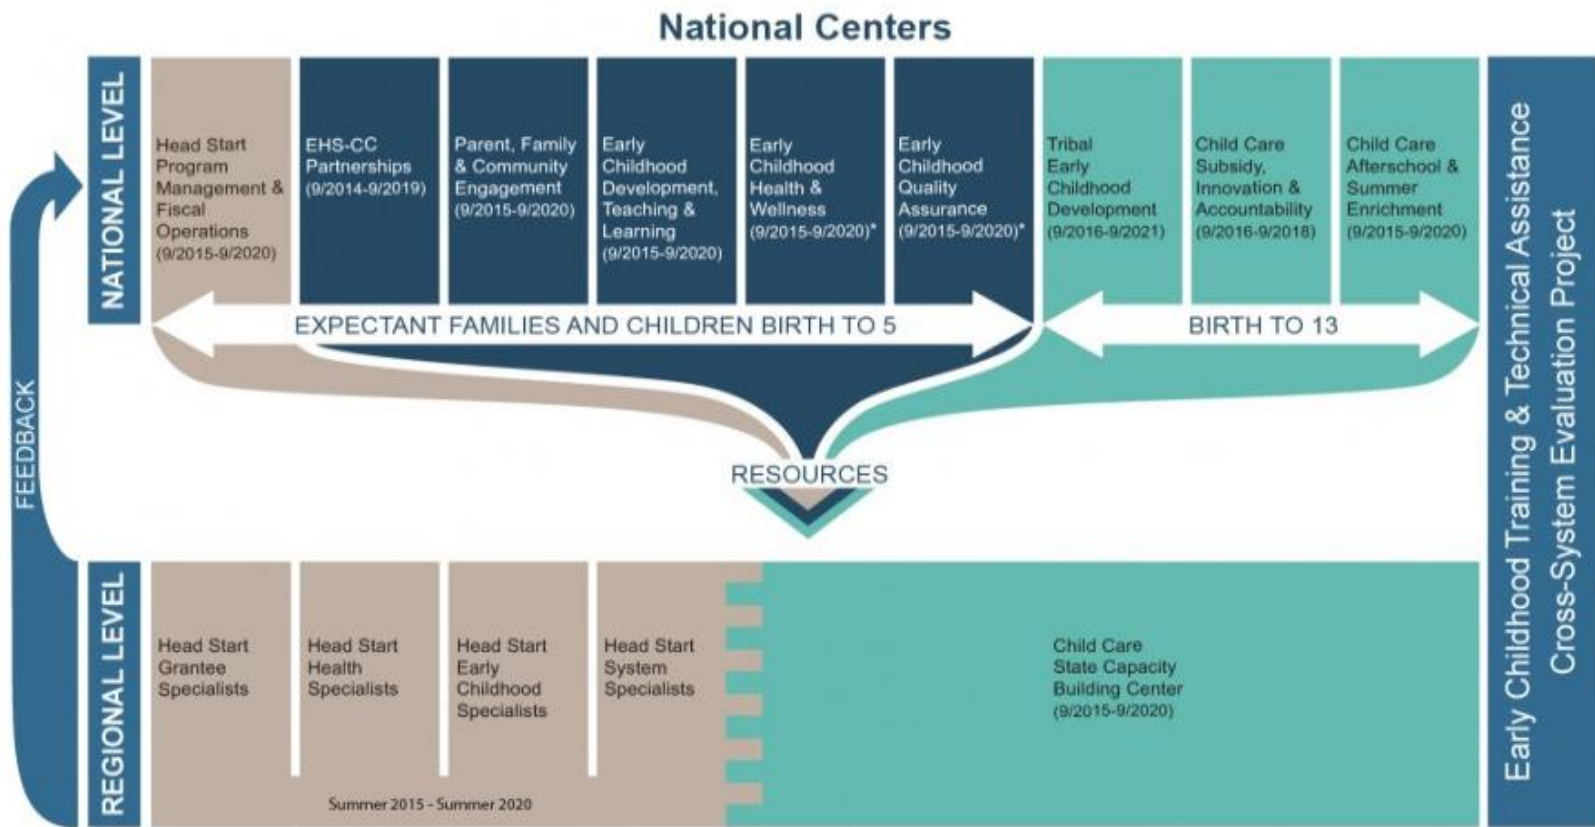 National Centers
NATIONAL LEVEL
Head Start
Program
Management &
Fiscal
Operations
(9/2015-9/2020)
EHS-CC
Partnerships
(9/2014-9/2019)
Parent, Family
& Community
Engagement
(9/2015-9/2020)
Early
Childhood
Development,
Teaching &
Learning
(9/2015-9/2020)
Early
Childhood
Health &
Wellness
(9/2015-9/2020)*
Early
Childhood
Quality
Assurance
(9/2015-9/2020)*
Tribal
Early
Childhood
Development
(9/2016-9/2021)
Child Care
Subsidy,
Innovation &
Accountability
(9/2016-9/2018)
Child Care
Afterschool &
Summer
Enrichment
(9/2015-9/2020)
EXPECTANT FAMILIES AND CHILDREN BIRTH TO 5
BIRTH TO 13
RESOURCES
FEEDBACK
REGIONAL LEVEL
Head Start
Grantee
Specialists
Head Start
Health
Specialists
Head Start
Early
Childhood
Specialists
Head Start
System
Specialists
Summer 2015 - Summer 2020
Child Care
State Capacity
Building Center
(9/2015-9/2020)
Early Childhood Training & Technical Assistance
Cross-System Evaluation Project